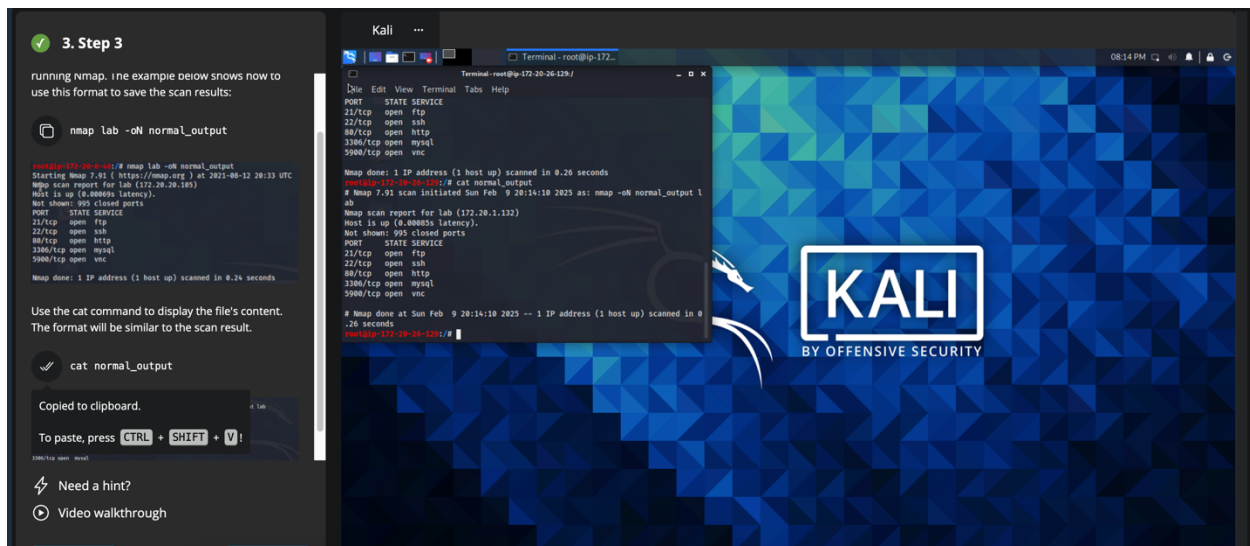 3. Step 3
running Nmap. The example below shows how to
use this format to save the scan results:
nmap lab -oN normal_output
root@ip-172-20-0-40:/# nmap lab -oN normal_output
Starting Nmap 7.91 ( https://nmap.org ) at 2021-08-12 20:33 UTC
Nmap scan report for lab (172.20.20.105)
Host is up (0.00069s latency).
Not shown: 995 closed ports
PORT STATE SERVICE
21/tcp open ftp
22/tcp open ssh
80/tcp open http
3306/tcp open mysql
5900/tcp open vnc
Nmap done: 1 IP address (1 host up) scanned in 0.24 seconds
Use the cat command to display the file's content.
The format will be similar to the scan result.
cat normal_output
Copied to clipboard.
To paste, press CTRL + SHIFT + V !
3306/tcp open mysql
Need a hint?
Video walkthrough
Kali ...
Terminal - root@ip-172...
08:14 PM
Terminal - root@ip-172-20-26-129: /
File Edit View Terminal Tabs Help
PORT STATE SERVICE
21/tcp open ftp
22/tcp open ssh
80/tcp open http
3306/tcp open mysql
5900/tcp open vnc
Nmap done: 1 IP address (1 host up) scanned in 0.26 seconds
root@ip-172-20-26-129:/# cat normal_output
# Nmap 7.91 scan initiated Sun Feb 9 20:14:10 2025 as: nmap -oN normal_output l
ab
Nmap scan report for lab (172.20.1.132)
Host is up (0.00085s latency).
Not shown: 995 closed ports
PORT STATE SERVICE
21/tcp open ftp
22/tcp open ssh
80/tcp open http
3306/tcp open mysql
5900/tcp open vnc
# Nmap done at Sun Feb 9 20:14:10 2025 -- 1 IP address (1 host up) scanned in 0
.26 seconds
root@ip-172-20-26-129:/#
KALI
BY OFFENSIVE SECURITY